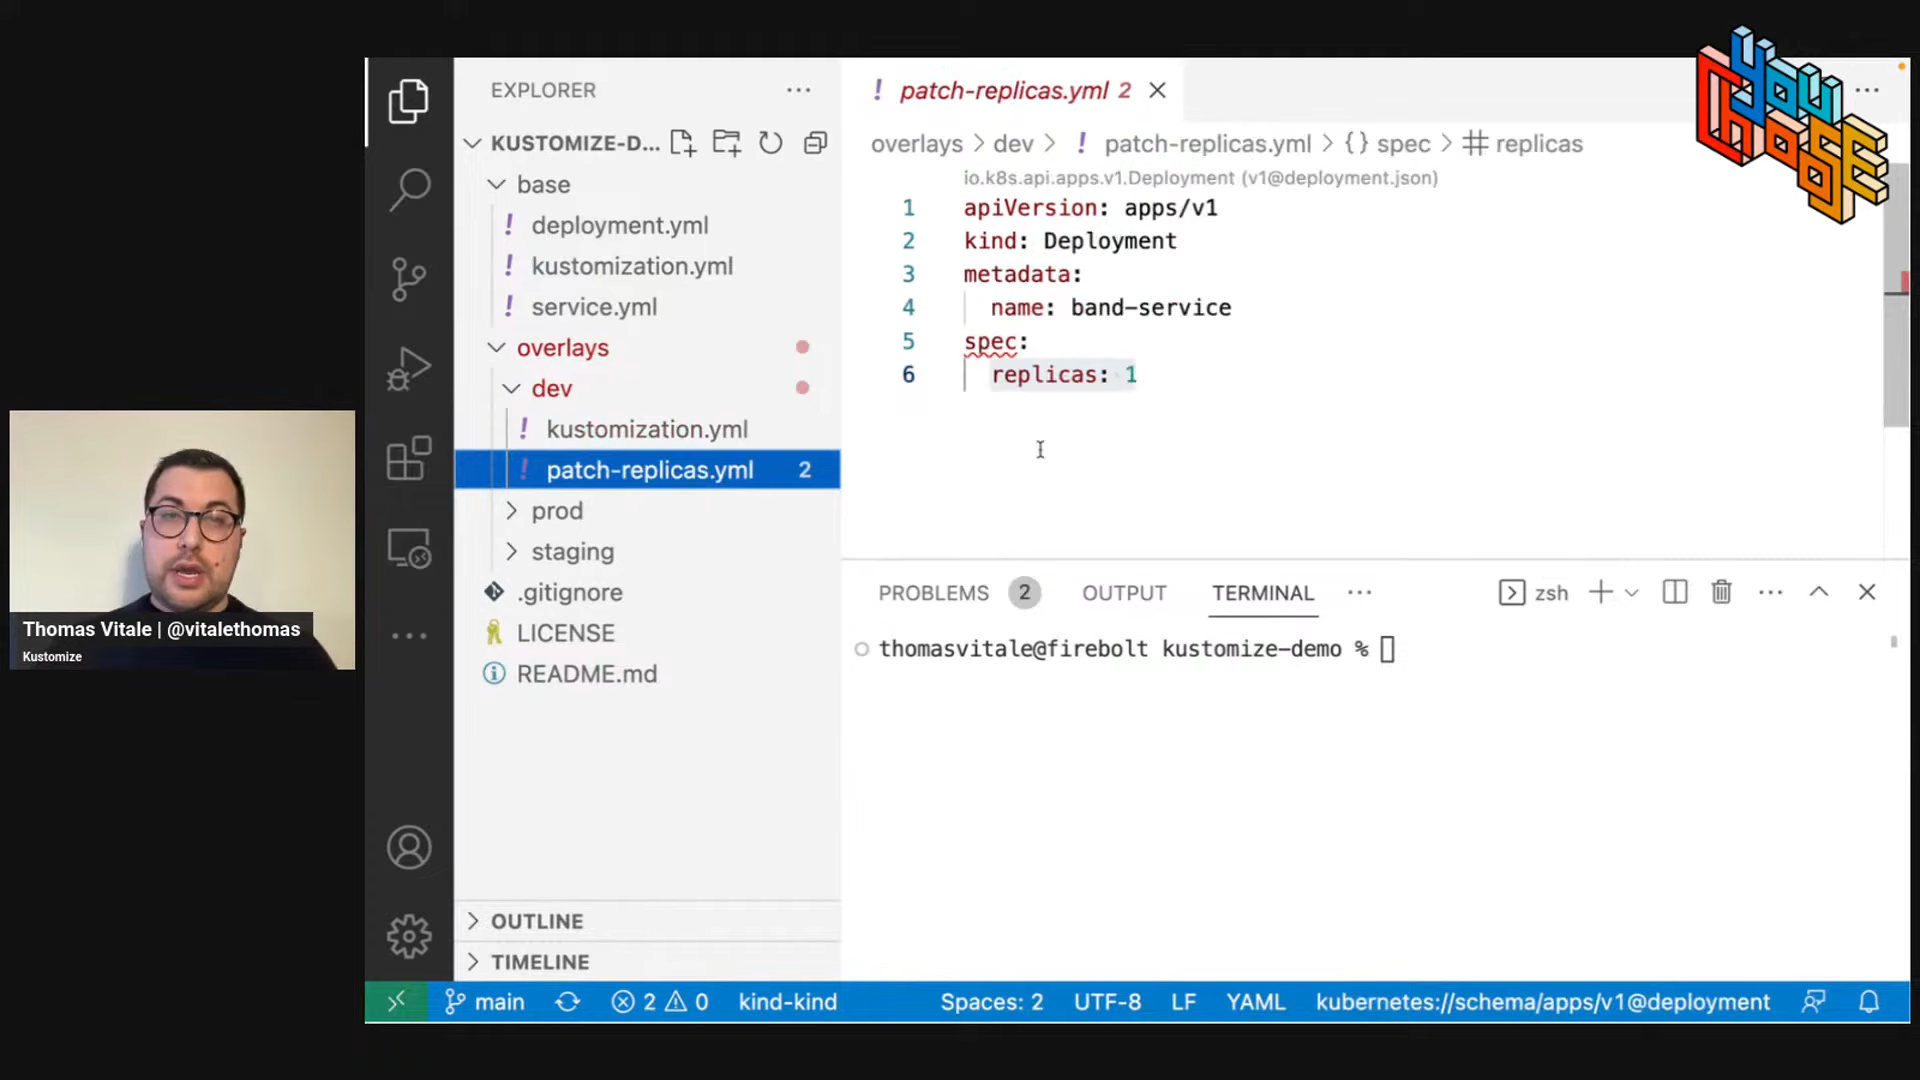 YOU
CHOOSE
EXPLORER
KUSTOMIZE-D...
base
! deployment.yml
! kustomization.yml
! service.yml
overlays
dev
! kustomization.yml
! patch-replicas.yml 2
prod
staging
.gitignore
LICENSE
README.md
OUTLINE
TIMELINE
! patch-replicas.yml 2
overlays > dev > ! patch-replicas.yml > {} spec > # replicas
io.k8s.api.apps.v1.Deployment (v1@deployment.json)
1 apiVersion: apps/v1
2 kind: Deployment
3 metadata:
4 name: band-service
5 spec:
6 replicas: 1
PROBLEMS 2 OUTPUT TERMINAL ... zsh
thomasvitale@firebolt kustomize-demo %
Thomas Vitale | @vitalethomas
Kustomize
main 2 0 kind-kind Spaces: 2 UTF-8 LF YAML kubernetes://schema/apps/v1@deployment